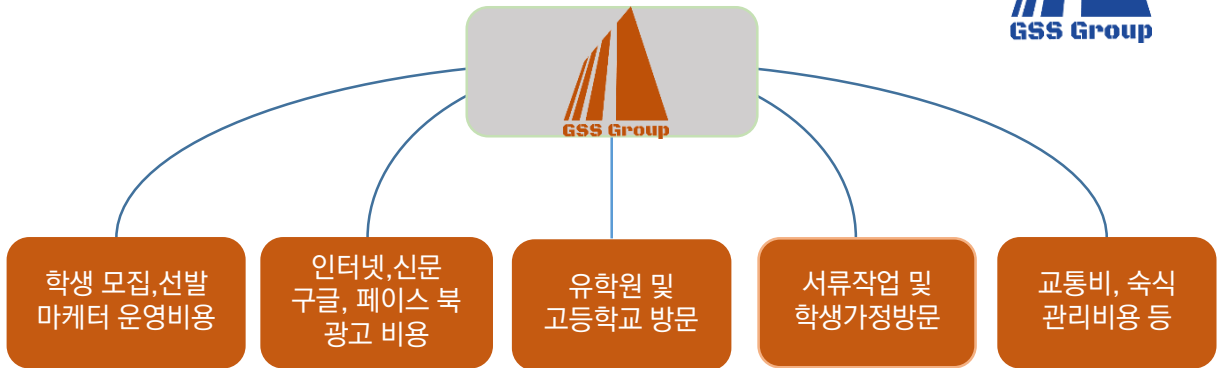 GSS Group
GSS Group
학생 모집,선발
마케터 운영비용
인터넷,신문
구글, 페이스 북
광고 비용
유학원 및
고등학교 방문
서류작업 및
학생가정방문
교통비, 숙식
관리비용 등